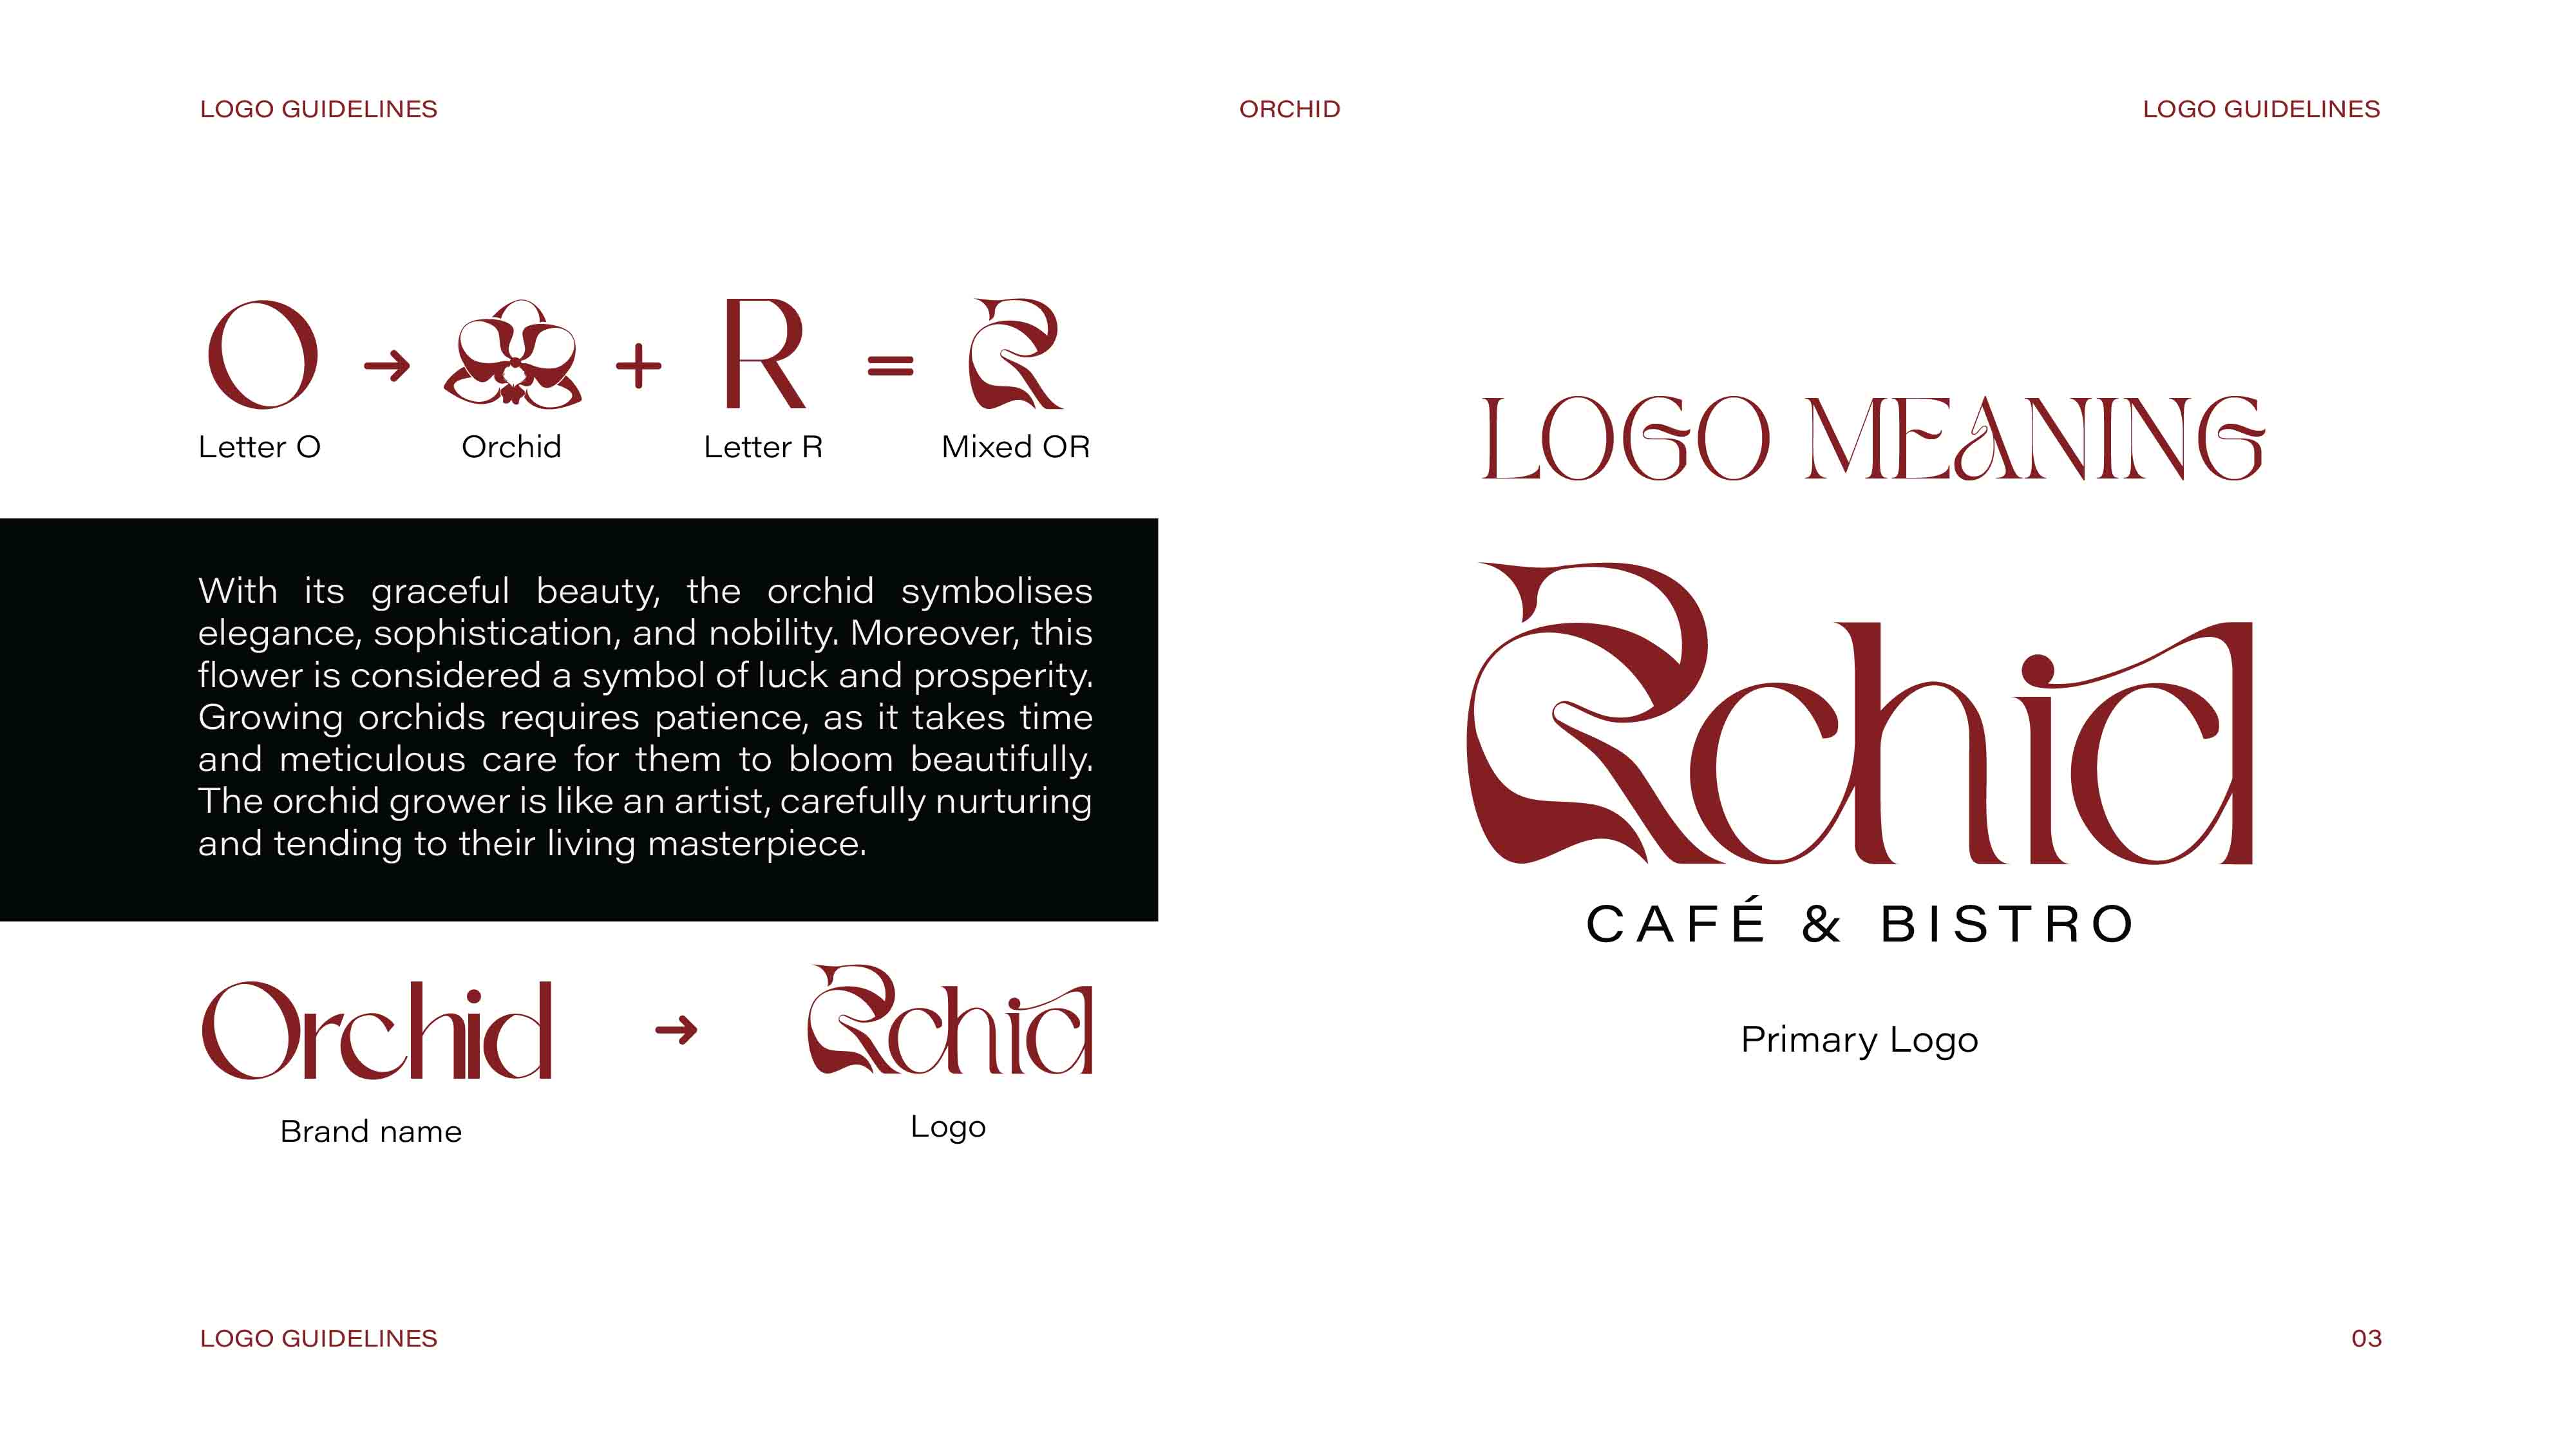 LOGO GUIDELINES
ORCHID
LOGO GUIDELINES
O
R
Letter O
Orchid
Letter R
Mixed OR
With its graceful beauty, the orchid symbolises
elegance, sophistication, and nobility. Moreover, this
flower is considered a symbol of luck and prosperity.
Growing orchids requires patience, as it takes time
and meticulous care for them to bloom beautifully.
The orchid grower is like an artist, carefully nurturing
and tending to their living masterpiece.
Orchid
Orchid
Brand name
Logo
LOGO MEANING
Orchid
CAFÉ & BISTRO
Primary Logo
LOGO GUIDELINES
03